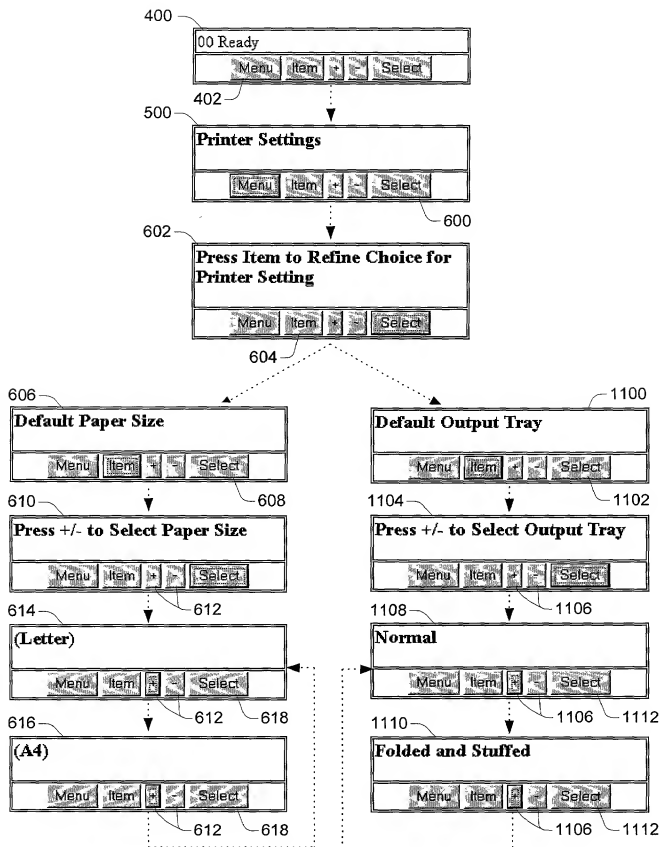 400
00 Ready
Menu Item + - Select
402
500
Printer Settings
Menu Item + - Select
600
602
Press Item to Refine Choice for
Printer Setting
Menu Item + - Select
604
606
Default Paper Size
Menu Item + - Select
608
610
Press +/- to Select Paper Size
Menu Item + - Select
612
614
(Letter)
Menu Item + - Select
612 618
616
(A4)
Menu Item + - Select
612 618
1100
Default Output Tray
Menu Item + - Select
1102
1104
Press +/- to Select Output Tray
Menu Item + - Select
1106
1108
Normal
Menu Item + - Select
1106 1112
1110
Folded and Stuffed
Menu Item + - Select
1106 1112